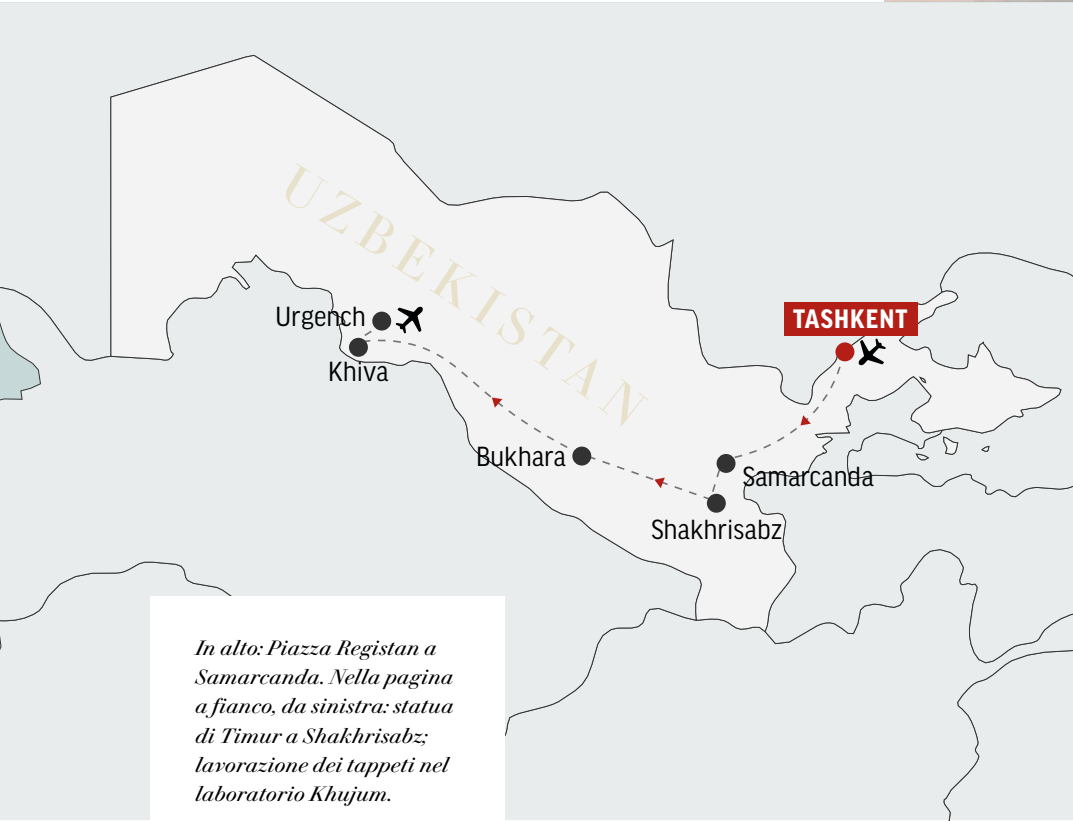 UZBEKISTAN
Urgench
TASHKENT
Khiva
Bukhara
Samarcanda
Shakhrisabz
In alto: Piazza Registan a
Samarcanda. Nella pagina
a fianco, da sinistra: statua
di Timur a Shakhrisabz;
lavorazione dei tappeti nel
laboratorio Khujum.